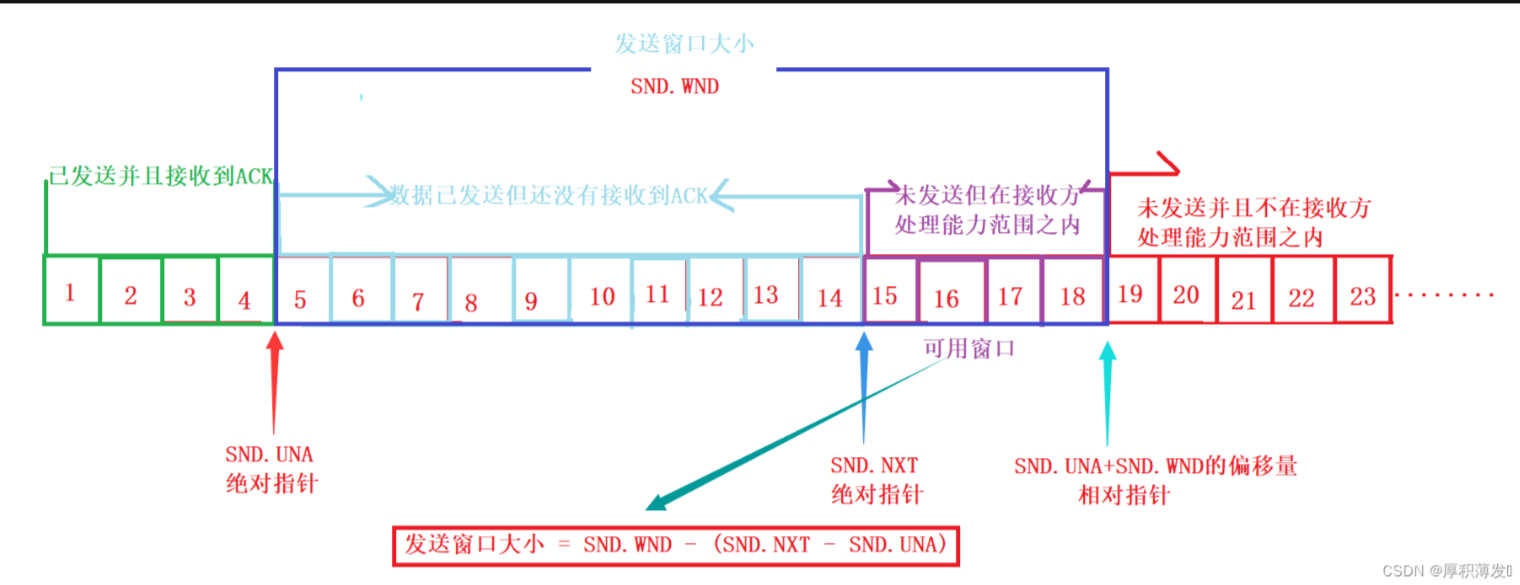 发送窗口大小
SND.WND
已发送并且接收到ACK
数据已发送但还没有接收到ACK
未发送但在接收方
处理能力范围之内
未发送并且不在接收方
处理能力范围之内
1 2 3 4 5 6 7 8 9 10 11 12 13 14 15 16 17 18 19 20 21 22 23 ········
可用窗口
SND.UNA
绝对指针
SND.NXT
绝对指针
SND.UNA+SND.WND的偏移量
相对指针
发送窗口大小 = SND.WND - (SND.NXT - SND.UNA)
CSDN @厚积薄发